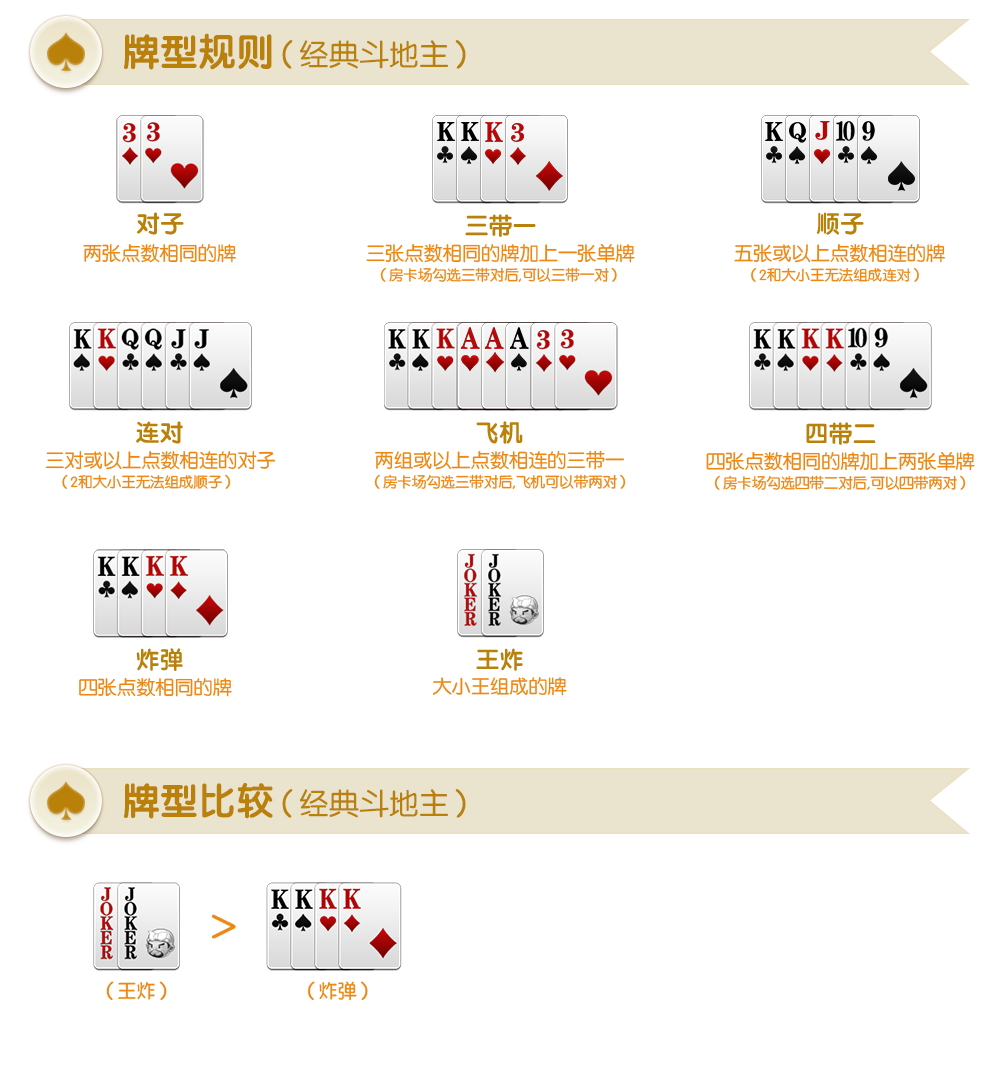 牌型规则（经典斗地主）
3 3
K K K 3
K Q J 10 9
对子
三带一
顺子
两张点数相同的牌
三张点数相同的牌加上一张单牌
五张或以上点数相连的牌
（房卡场勾选三带对后,可以三带一对）
（2和大小王无法组成连对）
K K Q Q J J
K K K A A A 3 3
K K K K 10 9
连对
飞机
四带二
三对或以上点数相连的对子
两组或以上点数相连的三带一
四张点数相同的牌加上两张单牌
（2和大小王无法组成顺子）
（房卡场勾选三带对后,飞机可以带两对）
（房卡场勾选四带二对后,可以四带两对）
K K K K
JOKER JOKER
炸弹
王炸
四张点数相同的牌
大小王组成的牌
牌型比较（经典斗地主）
JOKER JOKER > K K K K
（王炸）
（炸弹）